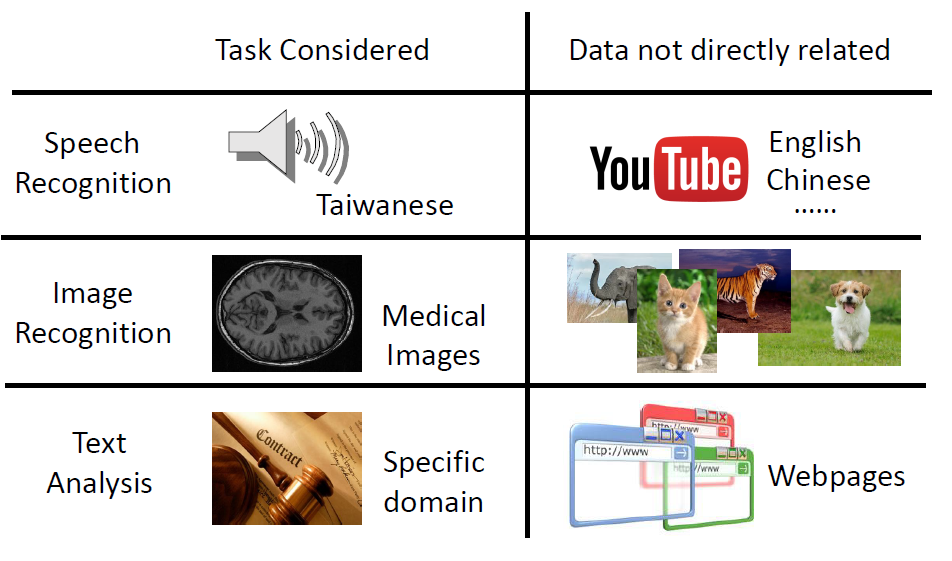 Task Considered
Data not directly related
Speech
Recognition
Taiwanese
YouTube
English
Chinese
......
Image
Recognition
Medical
Images
Text
Analysis
Contract
Specific
domain
http://www
http://www
http://www
Webpages